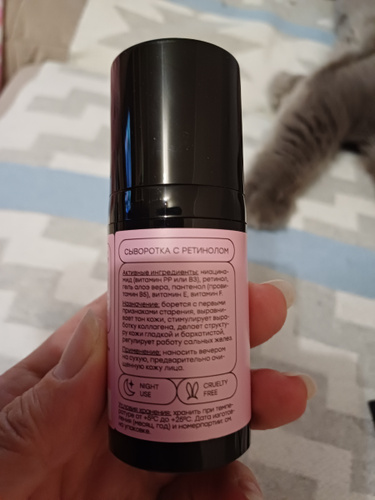 СЫВОРОТКА С РЕТИНОЛОМ
Активные ингредиенты: ниацина-
мид (витамин PP или B3), ретинол,
гель алоэ вера, пантенол (прови-
тамин B5), витамин E, витамин F.
Назначение: борется с первыми
признаками старения, выравни-
вает тон кожи, стимулирует выра-
ботку коллагена, делает структу-
ру кожи гладкой и бархатистой,
регулирует работу сальных желез.
Применение: наносить вечером
на сухую, предварительно очи-
щенную кожу лица.
NIGHT
USE
CRUELTY
FREE
Условия хранения: хранить при темпе-
ратуре от +5°C до +25°C. Дата изготов-
ления (месяц, год) и номер партии: см.
на упаковке.